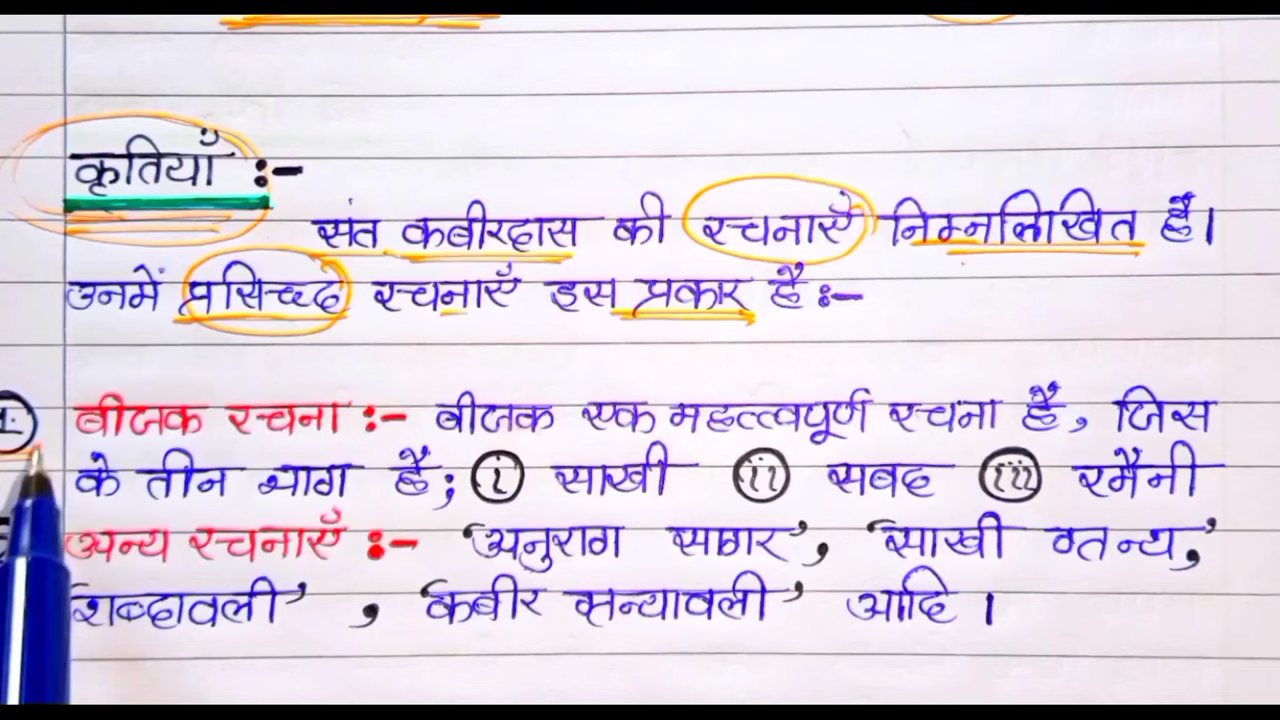 कृतियाँ :-
संत कबीरदास की रचनाएँ निम्नलिखित हैं।
उनमें प्रसिध्द रचनाएँ इस प्रकार हैं :-
बीजक रचना :- बीजक एक महत्त्वपूर्ण रचना है, जिस
के तीन भाग हैं; (i) साखी (ii) सबद (iii) रमैनी
अन्य रचनाएँ :- 'अनुराग सागर', 'साखी ग्तन्थ,'
शब्दावली', 'कबीर ग्रन्थावली' आदि ।